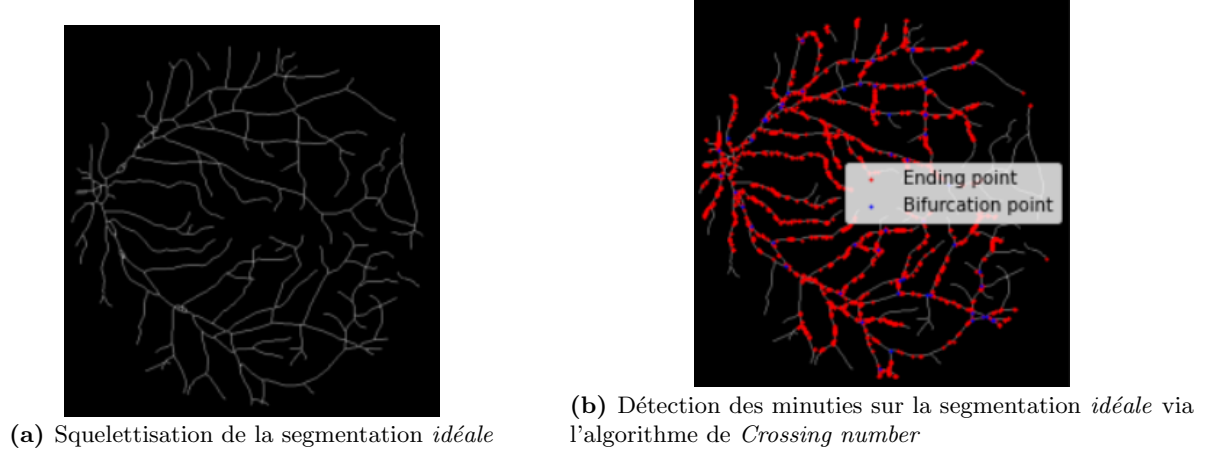 Ending point
Bifurcation point
(a) Squelettisation de la segmentation idéale
(b) Détection des minuties sur la segmentation idéale via
l'algorithme de Crossing number